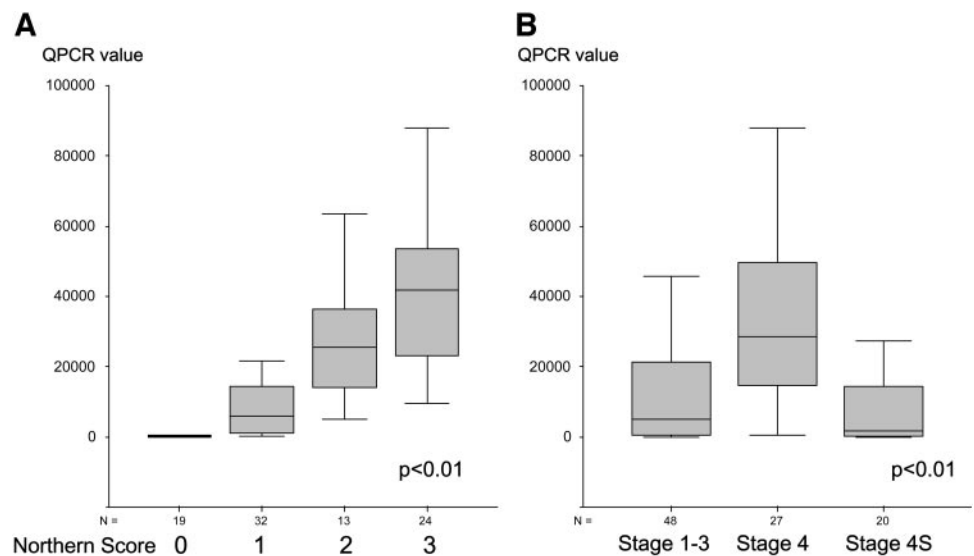 A
QPCR value
100000
80000
60000
40000
20000
0
p<0.01
N = 19 32 13 24
Northern Score 0 1 2 3
B
QPCR value
100000
80000
60000
40000
20000
0
p<0.01
N = 48 27 20
Stage 1-3 Stage 4 Stage 4S